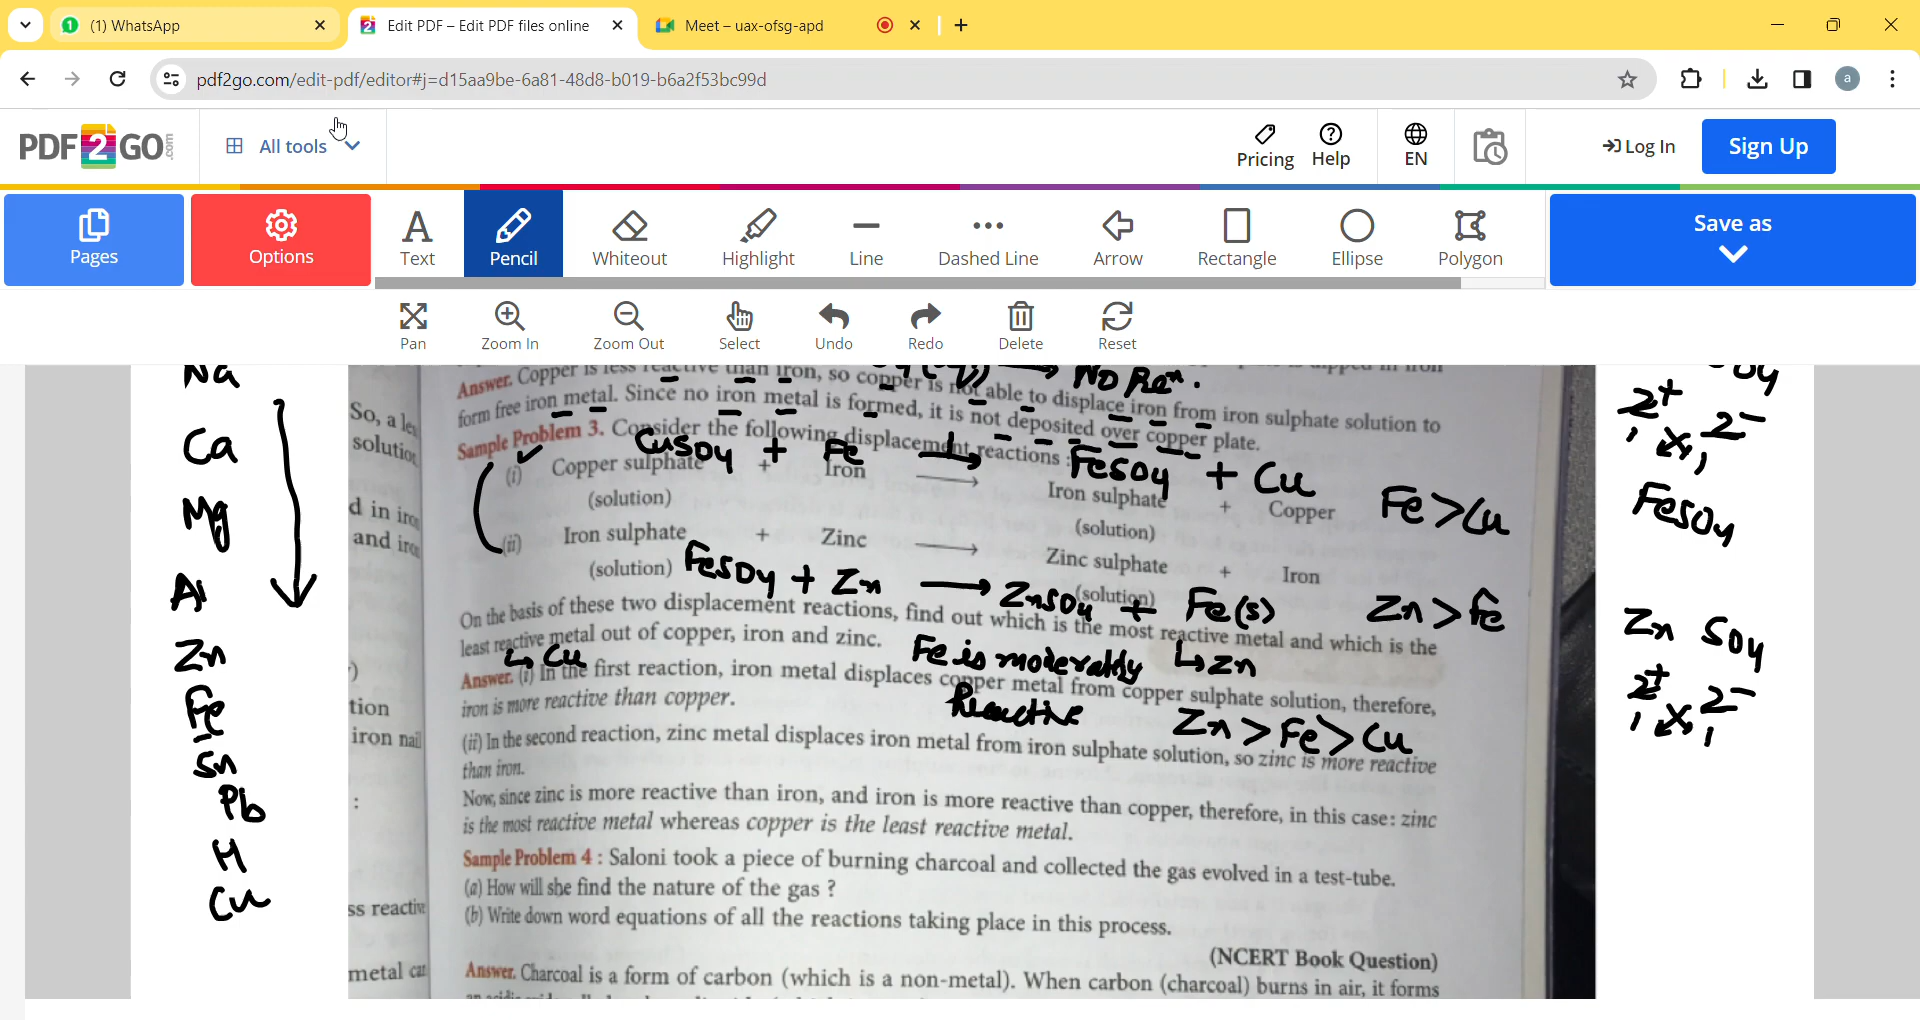 (1) WhatsApp
Edit PDF – Edit PDF files online
Meet – uax-ofsg-apd
pdf2go.com/edit-pdf/editor#j=d15aa9be-6a81-48d8-b019-b6a2f53bc99d
a
PDF2GO.com
All tools
Pricing
Help
EN
Log In
Sign Up
Pages
Options
Text
Pencil
Whiteout
Highlight
Line
Dashed Line
Arrow
Rectangle
Ellipse
Polygon
Save as
Pan
Zoom In
Zoom Out
Select
Undo
Redo
Delete
Reset
Na
Ca
Mg
Al
Zn
Fe
Sn
Pb
H
Cu
So, a les
solution
d in iro
and iro
tion
iron nail
:
ss reactive
metal can
No Rexⁿ.
Answer. Copper is less reactive than iron, so copper is not able to displace iron from iron sulphate solution to
form free iron metal. Since no iron metal is formed, it is not deposited over copper plate.
Sample Problem 3. Consider the following displacement reactions :
CuSO4 + Fe → FeSO4 + Cu
Fe > Cu
(i) Copper sulphate + Iron → Iron sulphate + Copper
(solution) (solution)
(ii) Iron sulphate + Zinc → Zinc sulphate + Iron
(solution) (solution)
FeSO4 + Zn → ZnSO4 + Fe(s)
Zn > Fe
On the basis of these two displacement reactions, find out which is the most reactive metal and which is the
least reactive metal out of copper, iron and zinc.
↳ Cu
Fe is moderately
Reactive
↳ Zn
Answer. (i) In the first reaction, iron metal displaces copper metal from copper sulphate solution, therefore,
iron is more reactive than copper.
Zn > Fe > Cu
(ii) In the second reaction, zinc metal displaces iron metal from iron sulphate solution, so zinc is more reactive
than iron.
Now, since zinc is more reactive than iron, and iron is more reactive than copper, therefore, in this case: zinc
is the most reactive metal whereas copper is the least reactive metal.
Sample Problem 4 : Saloni took a piece of burning charcoal and collected the gas evolved in a test-tube.
(a) How will she find the nature of the gas ?
(b) Write down word equations of all the reactions taking place in this process.
(NCERT Book Question)
Answer. Charcoal is a form of carbon (which is a non-metal). When carbon (charcoal) burns in air, it forms
2+ 2-
1 1
FeSO4
Zn SO4
2+ 2-
1 1